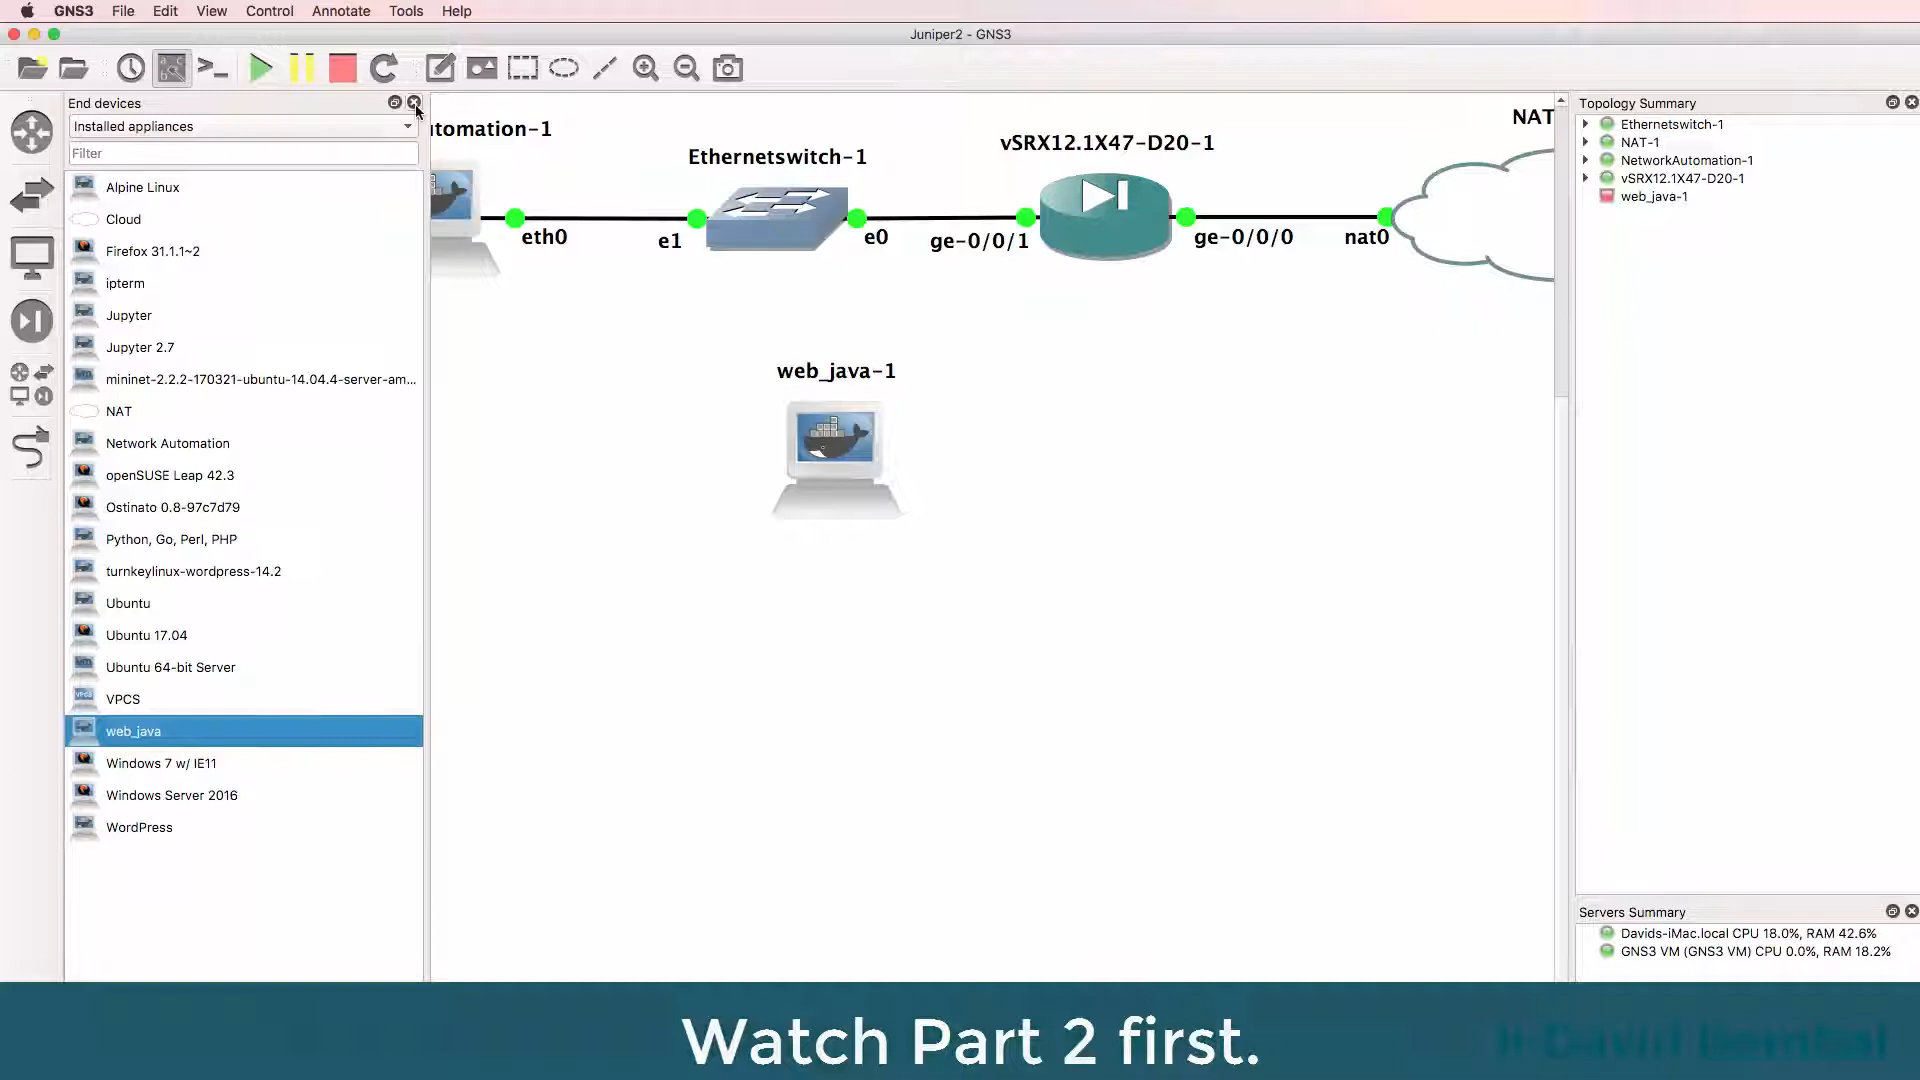 GNS3 File Edit View Control Annotate Tools Help
Juniper2 - GNS3
End devices
Installed appliances
Filter
Alpine Linux
Cloud
Firefox 31.1.1~2
ipterm
Jupyter
Jupyter 2.7
mininet-2.2.2-170321-ubuntu-14.04.4-server-am...
NAT
Network Automation
openSUSE Leap 42.3
Ostinato 0.8-97c7d79
Python, Go, Perl, PHP
turnkeylinux-wordpress-14.2
Ubuntu
Ubuntu 17.04
Ubuntu 64-bit Server
VPCS
web_java
Windows 7 w/ IE11
Windows Server 2016
WordPress
utomation-1
Ethernetswitch-1
vSRX12.1X47-D20-1
NAT
eth0
e1
e0
ge-0/0/1
ge-0/0/0
nat0
web_java-1
Topology Summary
Ethernetswitch-1
NAT-1
NetworkAutomation-1
vSRX12.1X47-D20-1
web_java-1
Servers Summary
Davids-iMac.local CPU 18.0%, RAM 42.6%
GNS3 VM (GNS3 VM) CPU 0.0%, RAM 18.2%
Watch Part 2 first.